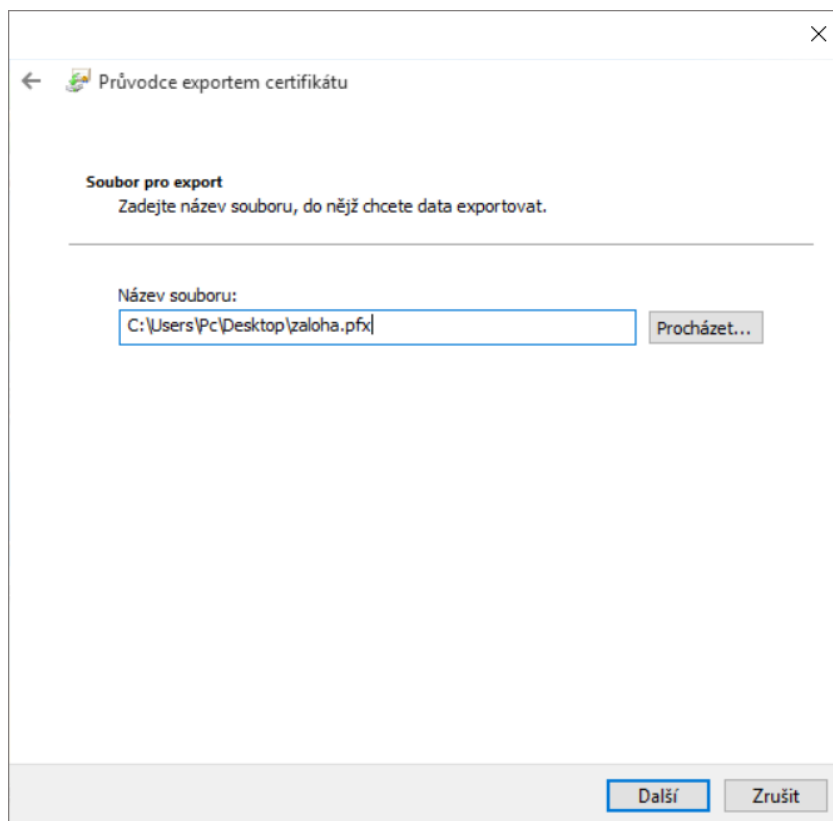 Průvodce exportem certifikátu
Soubor pro export
Zadejte název souboru, do nějž chcete data exportovat.
Název souboru:
C:\Users\Pc\Desktop\zaloha.pfx
Procházet...
Další
Zrušit